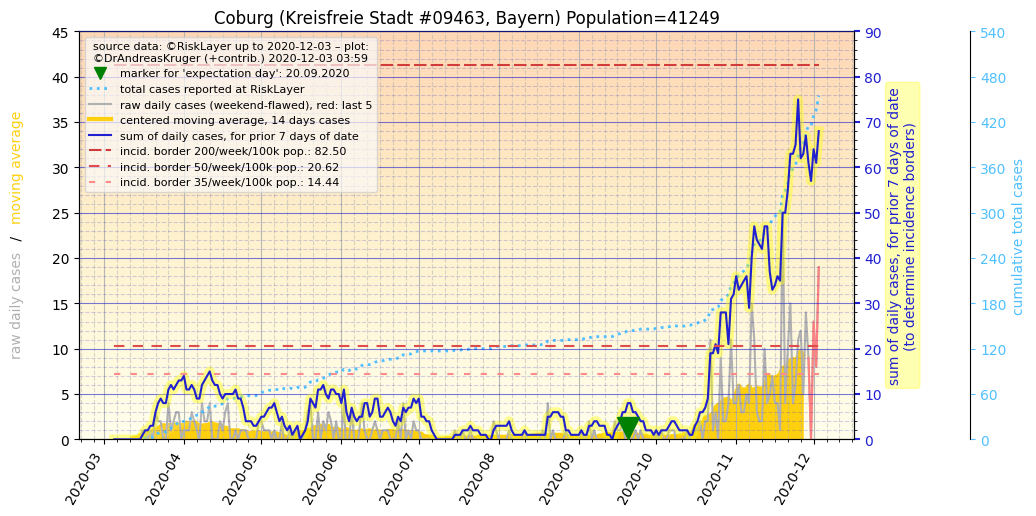 Coburg (Kreisfreie Stadt #09463, Bayern) Population=41249
source data: ©RiskLayer up to 2020-12-03 – plot:
©DrAndreasKruger (+contrib.) 2020-12-03 03:59
marker for 'expectation day': 20.09.2020
total cases reported at RiskLayer
raw daily cases (weekend-flawed), red: last 5
centered moving average, 14 days cases
sum of daily cases, for prior 7 days of date
incid. border 200/week/100k pop.: 82.50
incid. border 50/week/100k pop.: 20.62
incid. border 35/week/100k pop.: 14.44
raw daily cases / moving average
45
40
35
30
25
20
15
10
5
0
2020-03
2020-04
2020-05
2020-06
2020-07
2020-08
2020-09
2020-10
2020-11
2020-12
90
80
70
60
50
40
30
20
10
0
sum of daily cases, for prior 7 days of date
(to determine incidence borders)
540
480
420
360
300
240
180
120
60
0
cumulative total cases